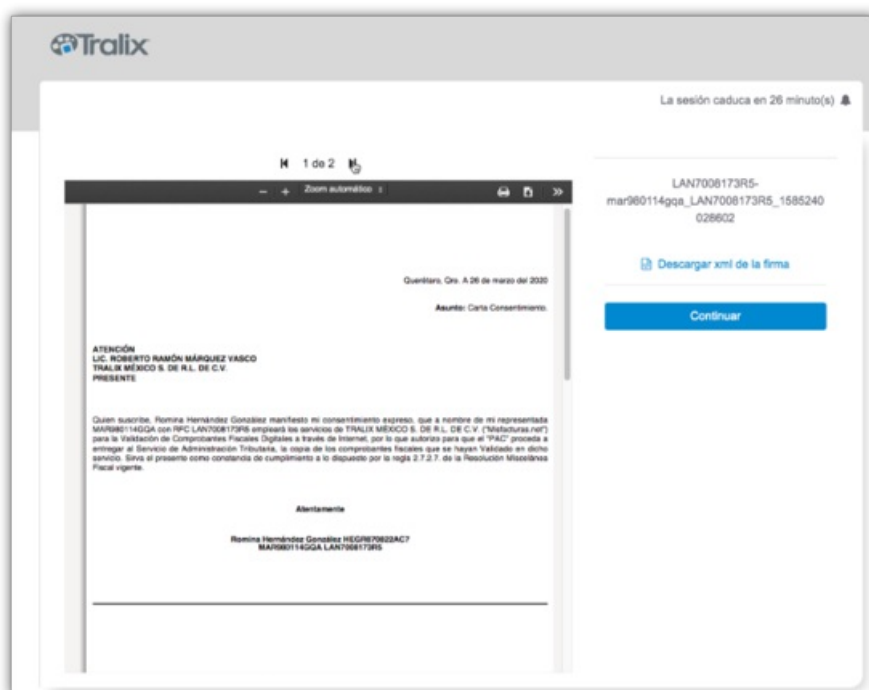 Tralix
La sesión caduca en 26 minuto(s)
1 de 2
Zoom automático
LAN7008173R5-
mar980114gqa_LAN7008173R5_1585240
028602
Descargar xml de la firma
Continuar
Querétaro, Qro. A 26 de marzo del 2020
Asunto: Carta Consentimiento.
ATENCIÓN
LIC. ROBERTO RAMÓN MÁRQUEZ VASCO
TRALIX MÉXICO S. DE R.L. DE C.V.
PRESENTE
Quien suscribe, Romina Hernández González manifiesto mi consentimiento expreso, que a nombre de mi representada
MAR980114GQA con RFC LAN7008173R5 empleará los servicios de TRALIX MÉXICO S. DE R.L. DE C.V. ("Misfacturas.net")
para la Validación de Comprobantes Fiscales Digitales a través de Internet, por lo que autoriza para que el "PAC" proceda a
entregar al Servicio de Administración Tributaria, la copia de los comprobantes fiscales que se hayan Validado en dicho
servicio. Sirva el presente como constancia de cumplimiento a lo dispuesto por la regla 2.7.2.7. de la Resolución Miscelánea
Fiscal vigente.
Atentamente
Romina Hernández González HEGR870822AC7
MAR980114GQA LAN7008173R5